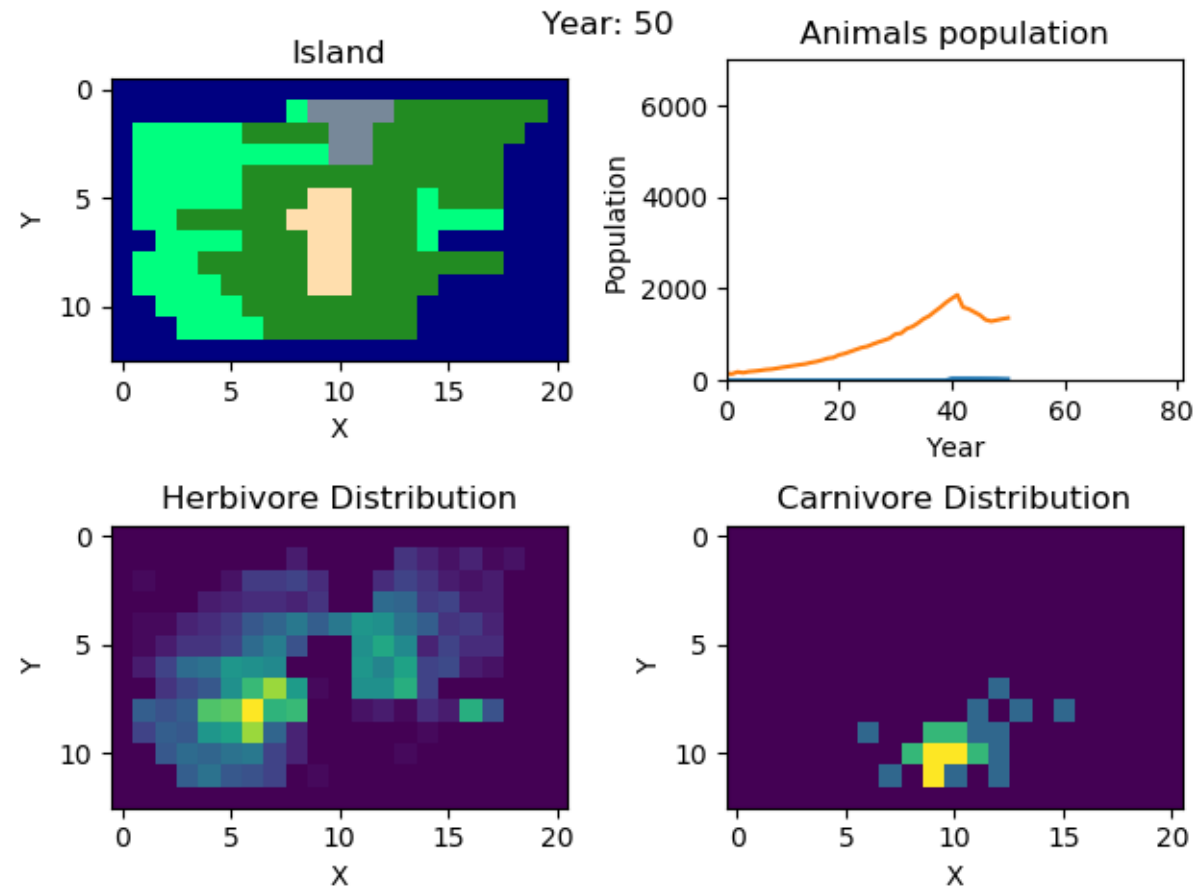 Year: 50
Island
0
5
10
Y
0 5 10 15 20
X
Animals population
6000
4000
2000
0
Population
0 20 40 60 80
Year
Herbivore Distribution
0
5
10
Y
0 5 10 15 20
X
Carnivore Distribution
0
5
10
Y
0 5 10 15 20
X